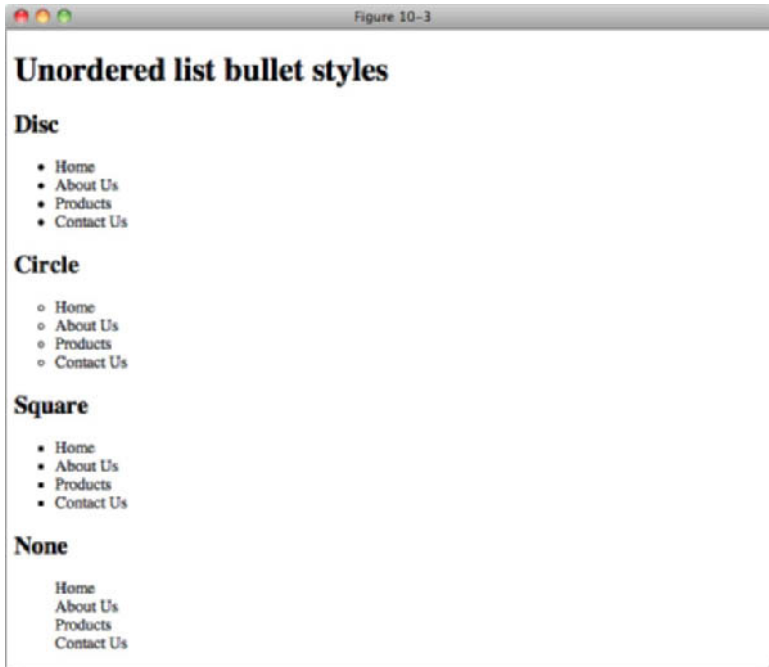 Figure 10-3
Unordered list bullet styles
Disc
• Home
• About Us
• Products
• Contact Us
Circle
◦ Home
◦ About Us
◦ Products
◦ Contact Us
Square
▪ Home
▪ About Us
▪ Products
▪ Contact Us
None
Home
About Us
Products
Contact Us